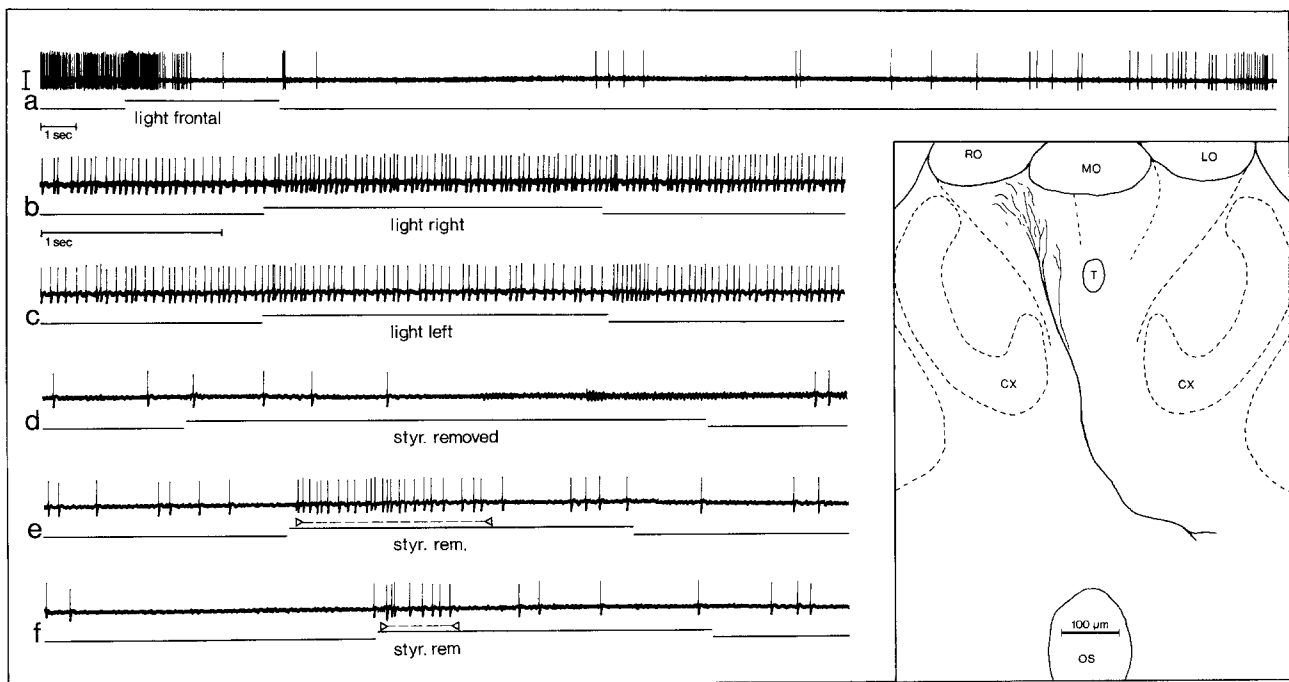 I
a
light frontal
1 sec
b
light right
1 sec
c
light left
d
styr. removed
e
styr. rem.
f
styr. rem
RO
MO
LO
T
CX
CX
100 µm
OS